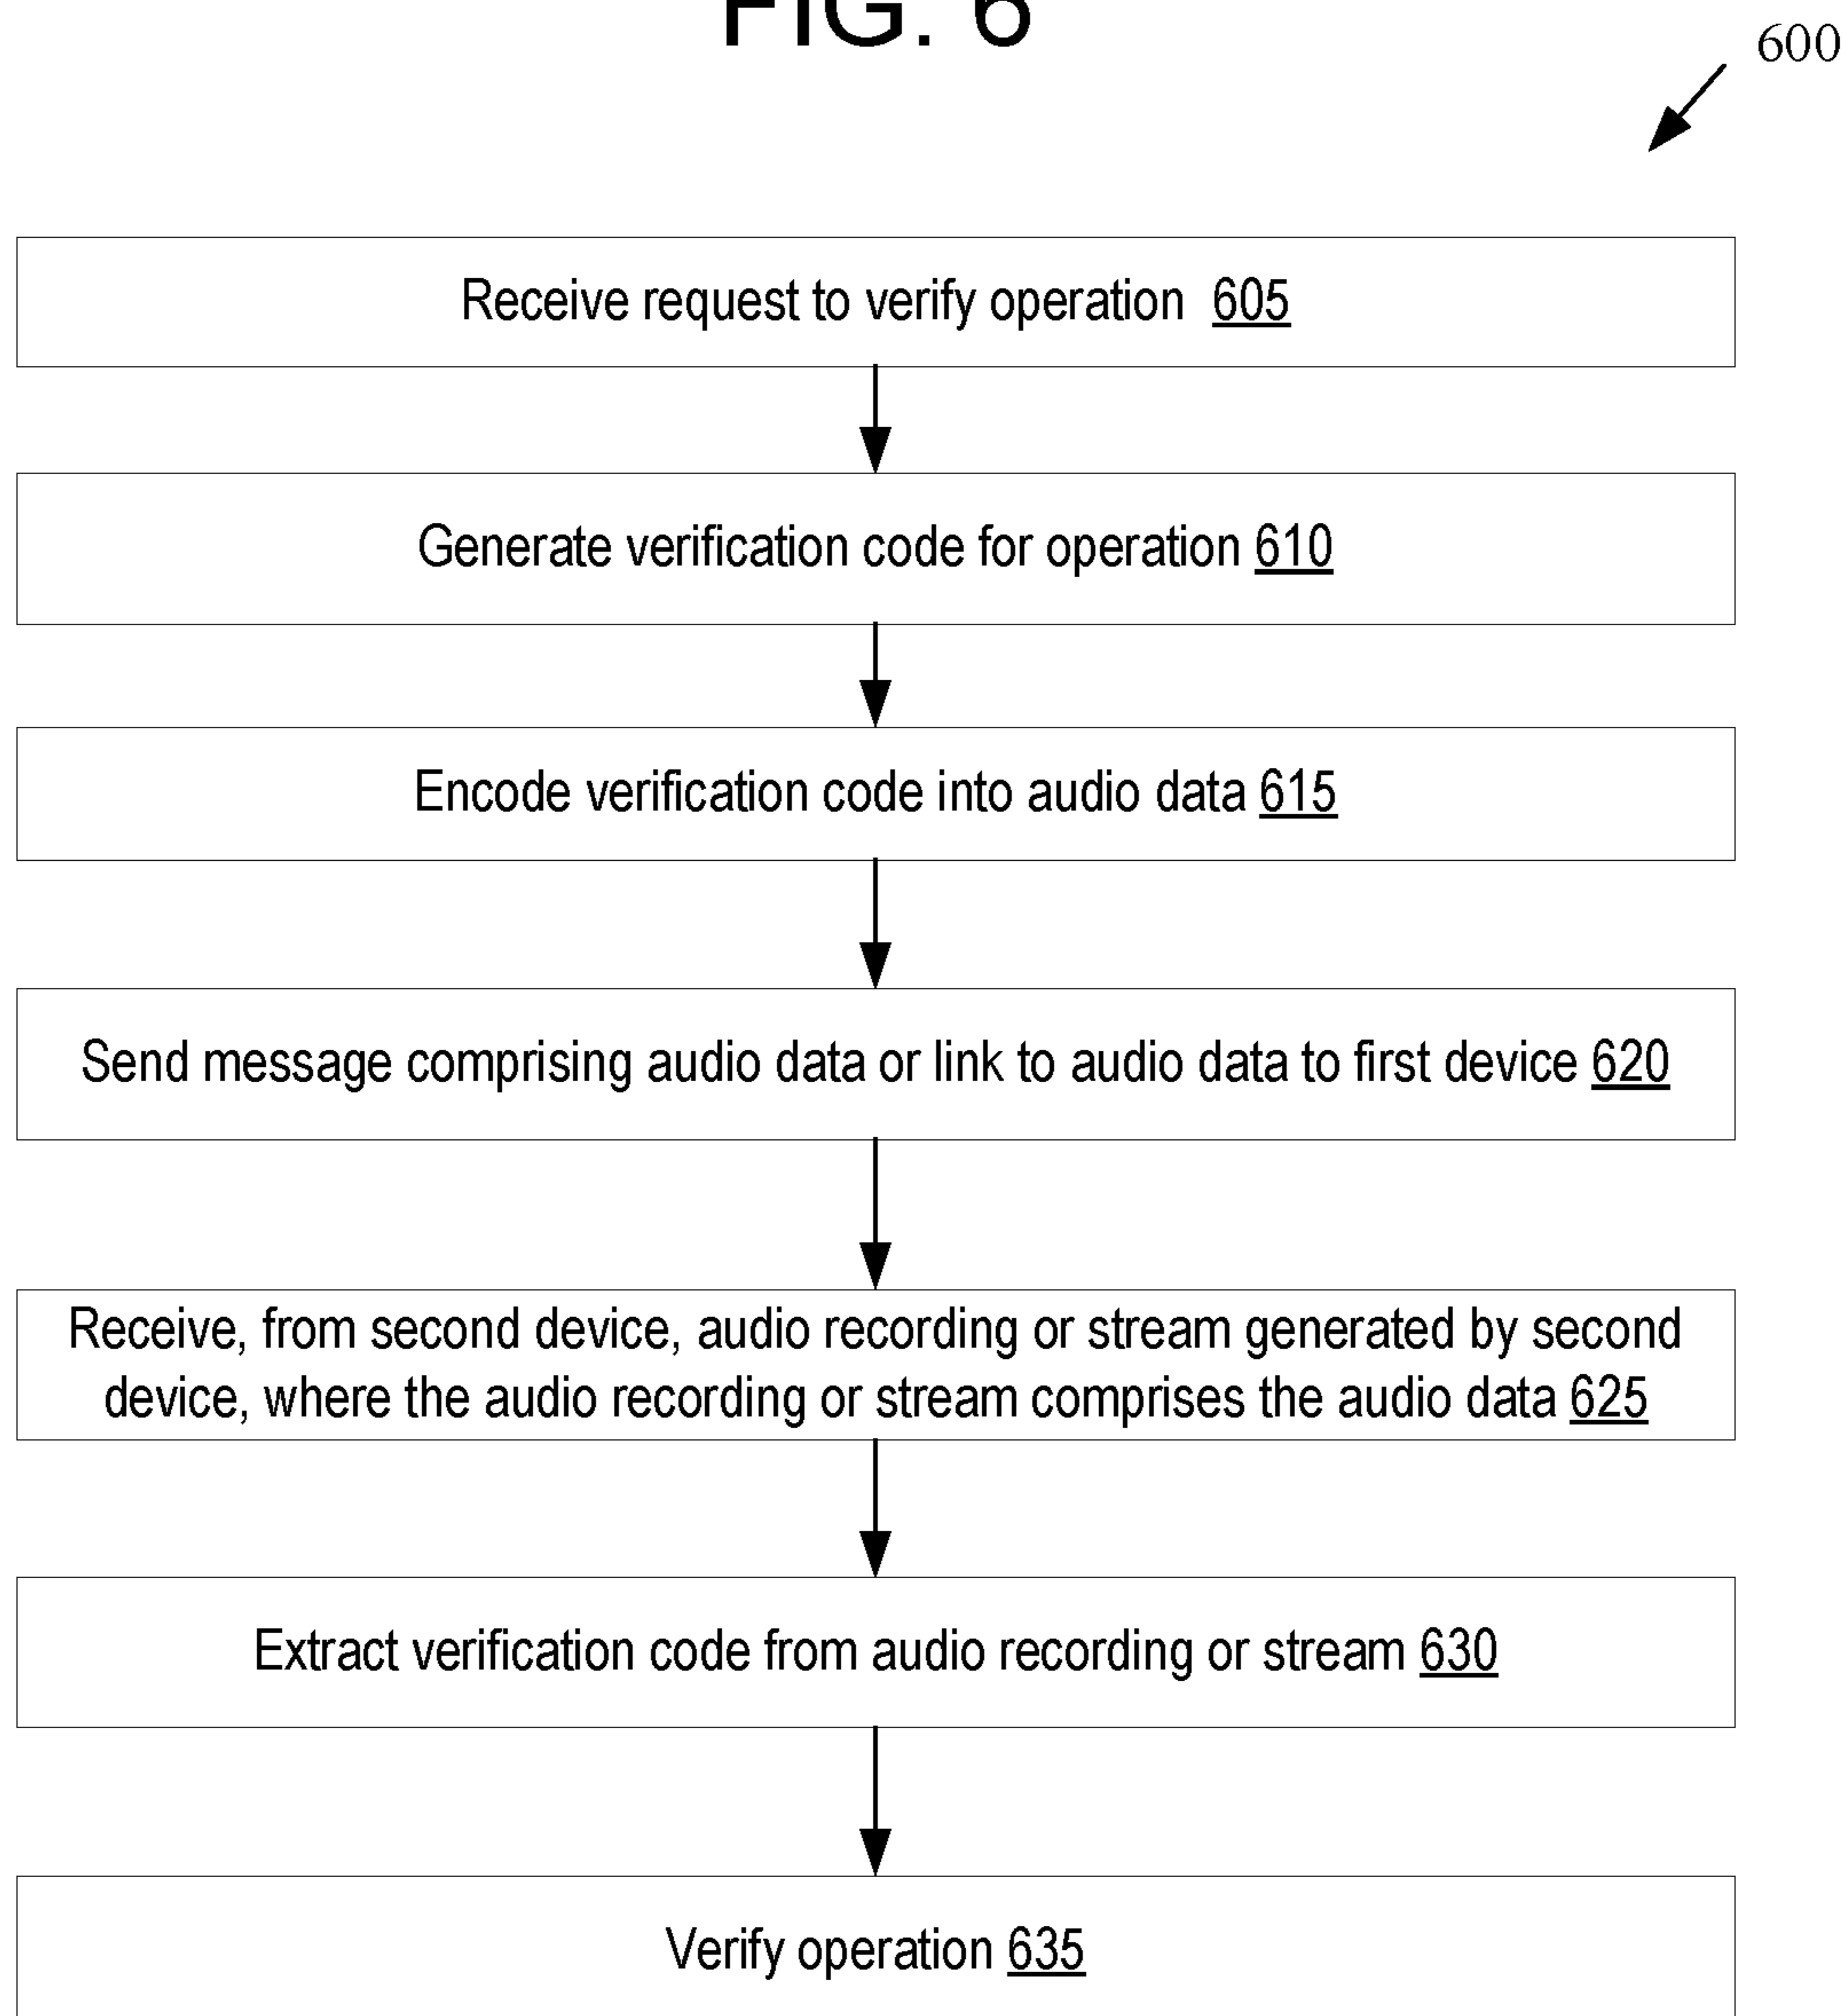 FIG. 6
600
Receive request to verify operation 605
Generate verification code for operation 610
Encode verification code into audio data 615
Send message comprising audio data or link to audio data to first device 620
Receive, from second device, audio recording or stream generated by second
device, where the audio recording or stream comprises the audio data 625
Extract verification code from audio recording or stream 630
Verify operation 635